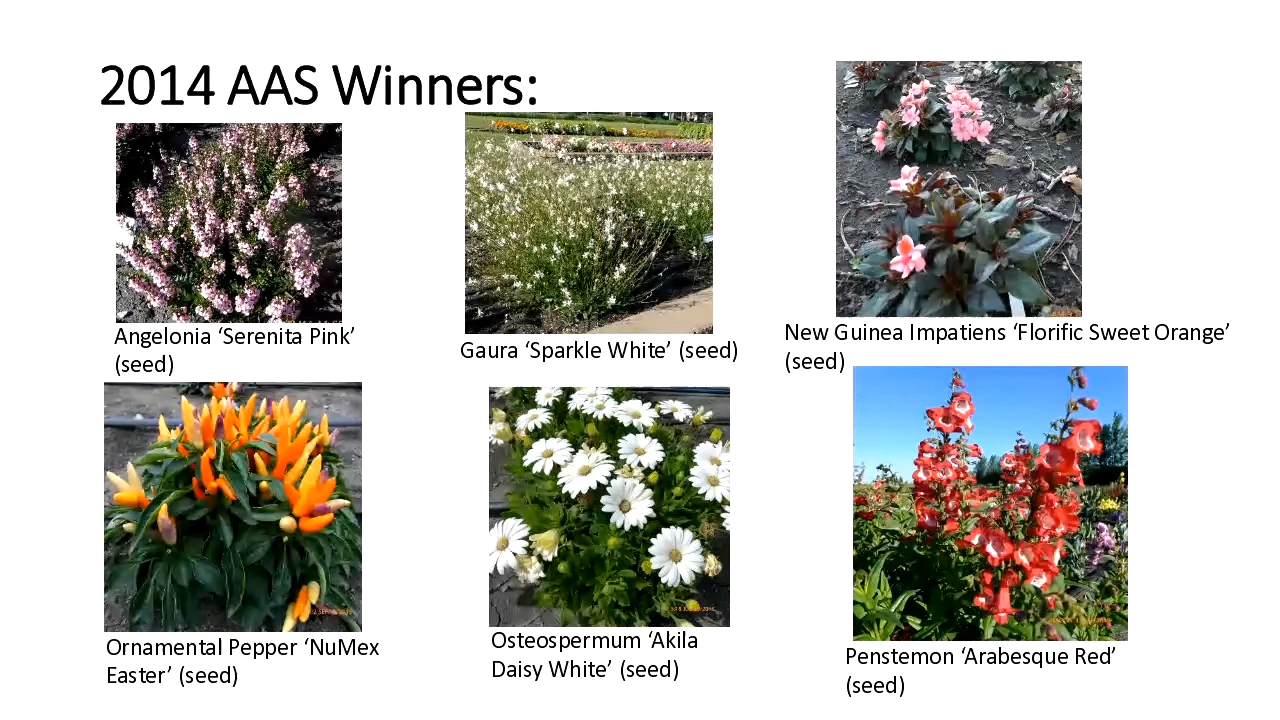 2014 AAS Winners:
Angelonia ‘Serenita Pink’
(seed)
Gaura ‘Sparkle White’ (seed)
New Guinea Impatiens ‘Florific Sweet Orange’
(seed)
Ornamental Pepper ‘NuMex
Easter’ (seed)
Osteospermum ‘Akila
Daisy White’ (seed)
Penstemon ‘Arabesque Red’
(seed)